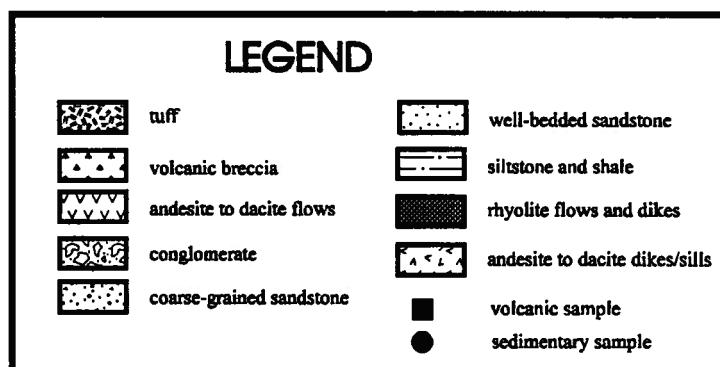 LEGEND
tuff
volcanic breccia
andesite to dacite flows
conglomerate
coarse-grained sandstone
well-bedded sandstone
siltstone and shale
rhyolite flows and dikes
andesite to dacite dikes/sills
volcanic sample
sedimentary sample